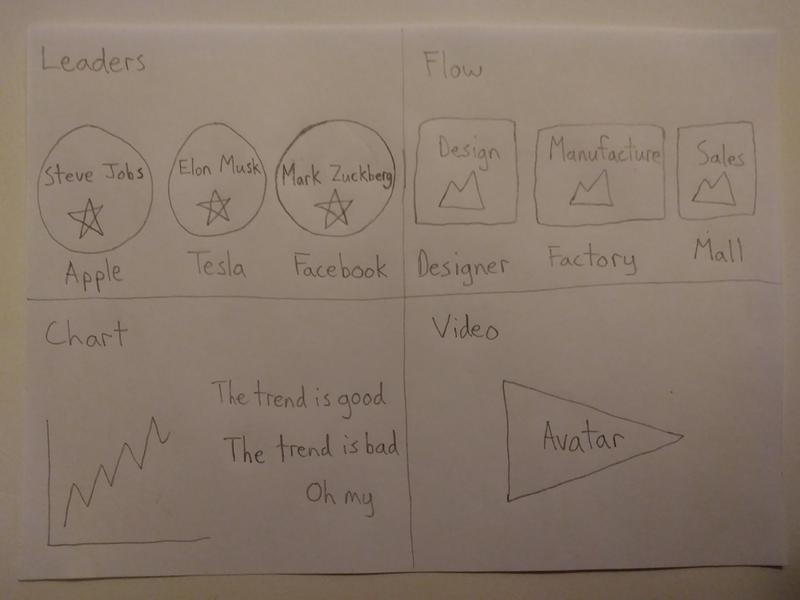 Leaders
Steve Jobs
Elon Musk
Mark Zuckberg
Apple
Tesla
Facebook
Flow
Design
Manufacture
Sales
Designer
Factory
Mall
Chart
The trend is good
The trend is bad
Oh my
Video
Avatar